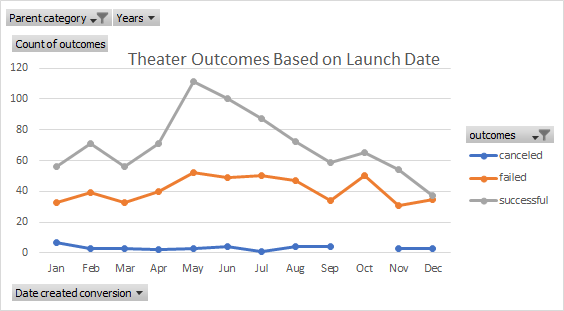 Parent category Years
Count of outcomes
Theater Outcomes Based on Launch Date
120
100
80
60
40
20
0
Jan Feb Mar Apr May Jun Jul Aug Sep Oct Nov Dec
outcomes
canceled
failed
successful
Date created conversion